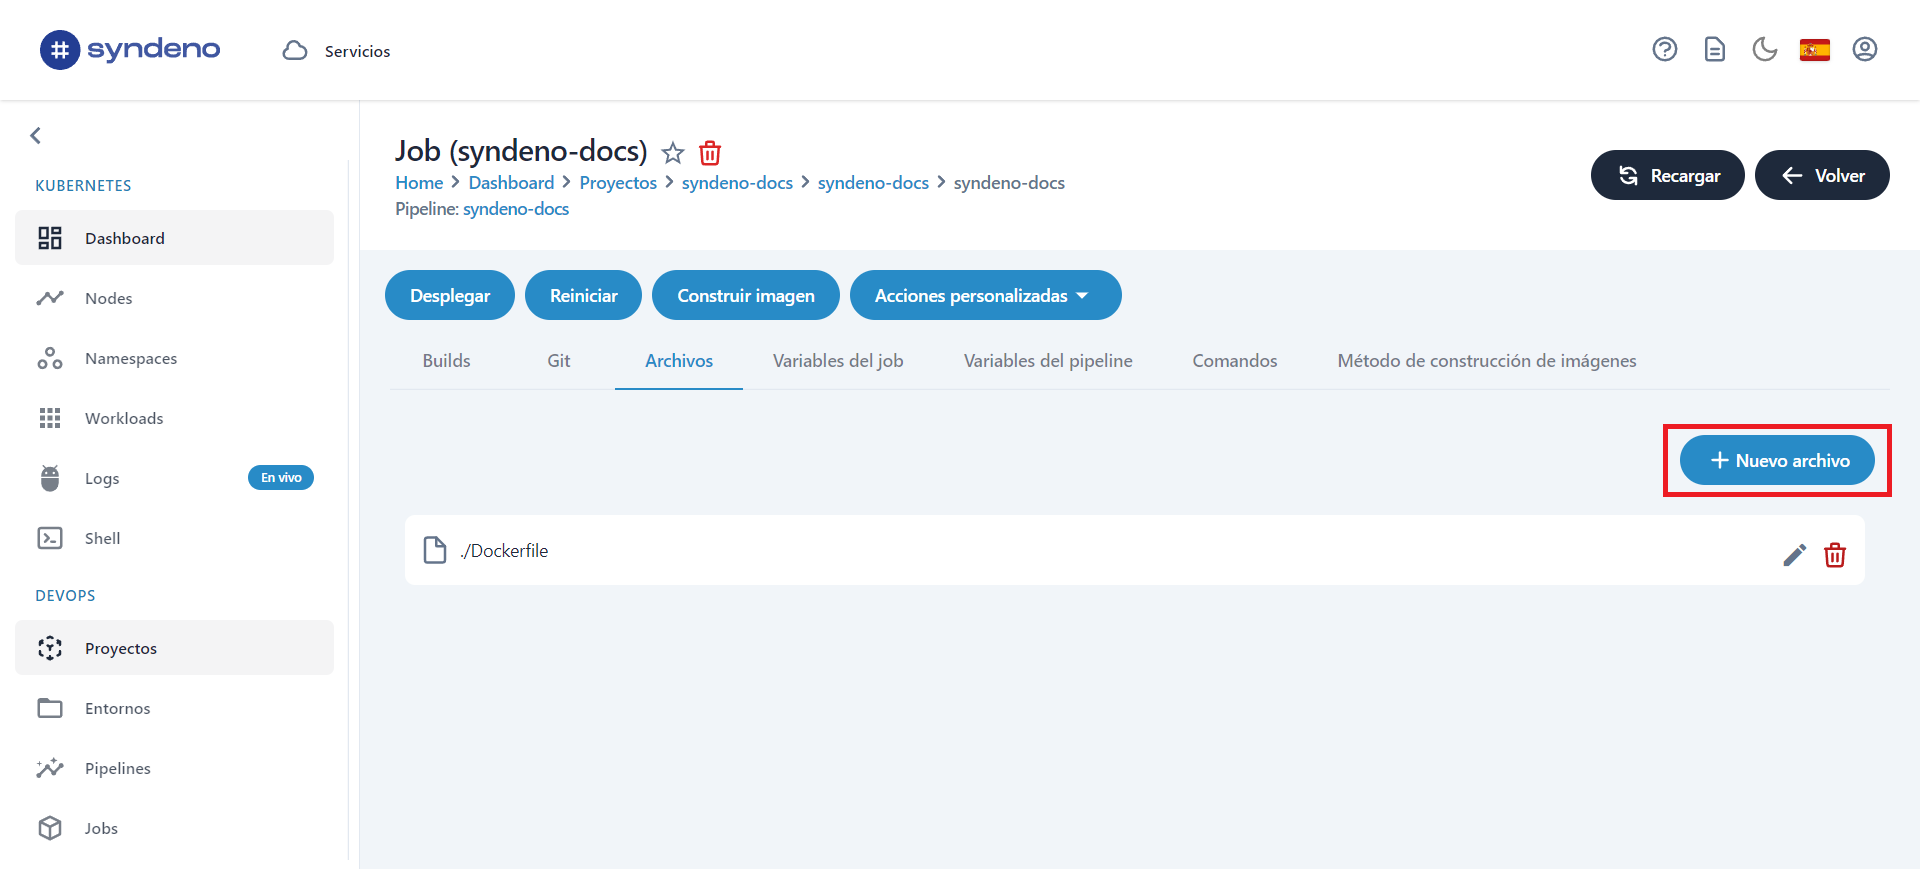 syndeno
Servicios
KUBERNETES
Dashboard
Nodes
Namespaces
Workloads
Logs
En vivo
Shell
DEVOPS
Proyectos
Entornos
Pipelines
Jobs
Job (syndeno-docs)
Home > Dashboard > Proyectos > syndeno-docs > syndeno-docs > syndeno-docs
Pipeline: syndeno-docs
Recargar
Volver
Desplegar
Reiniciar
Construir imagen
Acciones personalizadas
Builds
Git
Archivos
Variables del job
Variables del pipeline
Comandos
Método de construcción de imágenes
+ Nuevo archivo
./Dockerfile